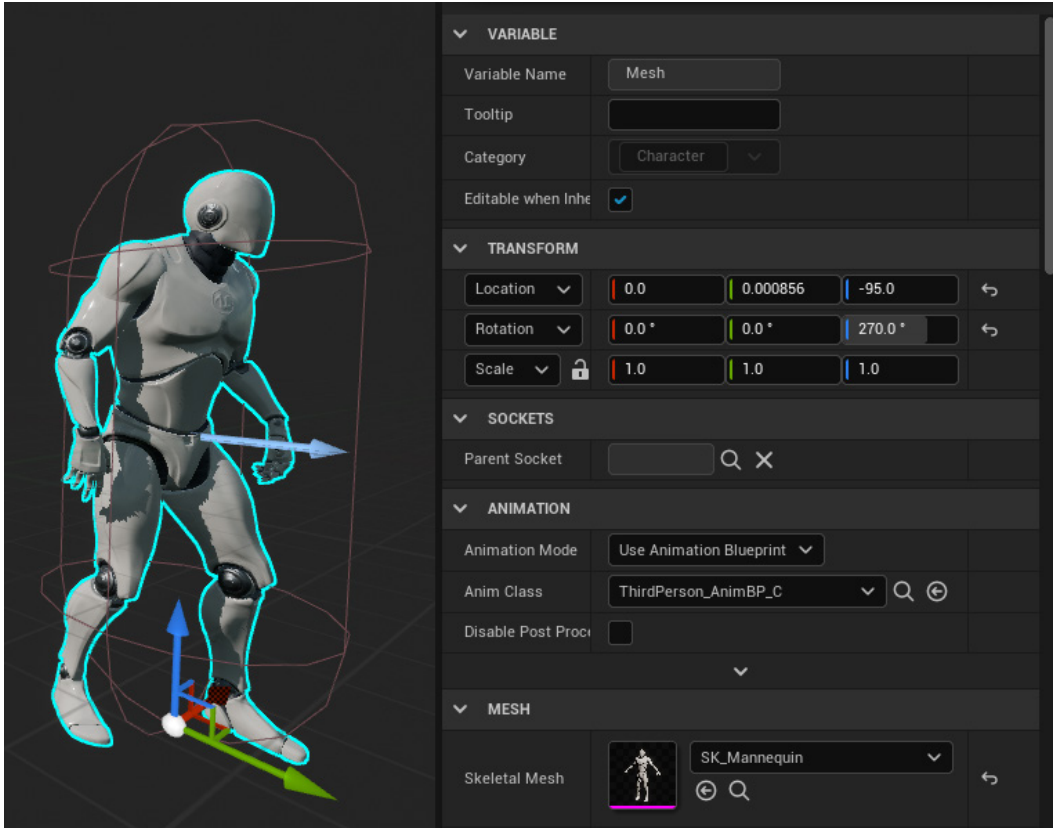 VARIABLE
Variable Name Mesh
Tooltip
Category Character
Editable when Inhe
TRANSFORM
Location 0.0 0.000856 -95.0
Rotation 0.0 ° 0.0 ° 270.0 °
Scale 1.0 1.0 1.0
SOCKETS
Parent Socket
ANIMATION
Animation Mode Use Animation Blueprint
Anim Class ThirdPerson_AnimBP_C
Disable Post Proce
MESH
Skeletal Mesh SK_Mannequin